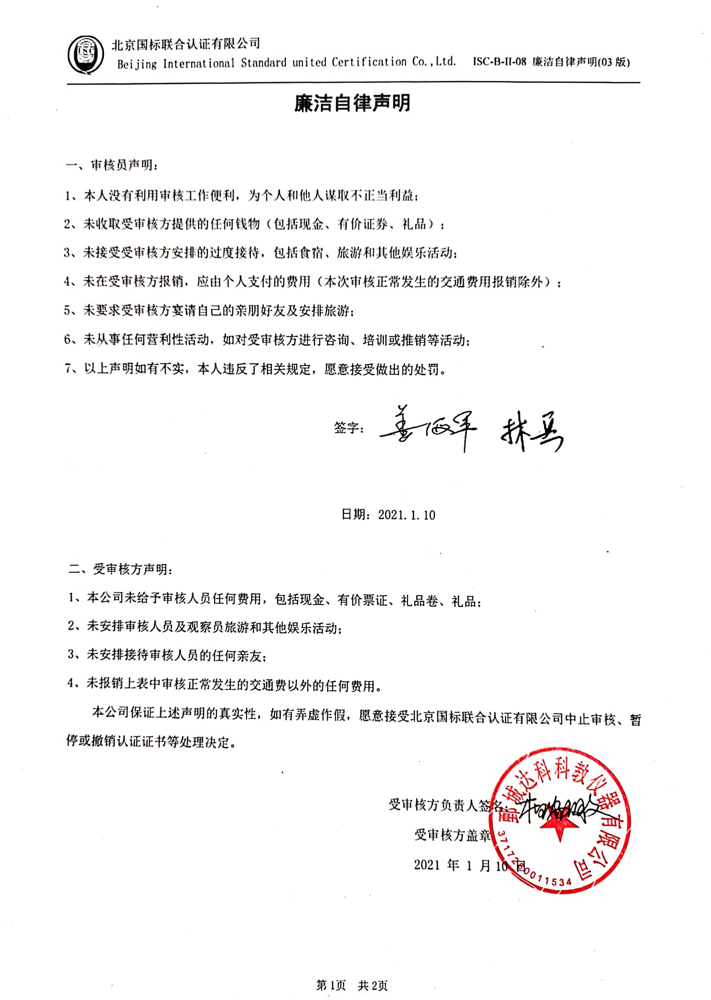 北京国标联合认证有限公司
Beijing International Standard united Certification Co.,Ltd. ISC-B-II-08 廉洁自律声明(03 版)
廉洁自律声明
一、审核员声明:
1、本人没有利用审核工作便利，为个人和他人谋取不正当利益;
2、未收取受审核方提供的任何钱物（包括现金、有价证券、礼品）;
3、未接受受审核方安排的过度接待，包括食宿、旅游和其他娱乐活动;
4、未在受审核方报销，应由个人支付的费用（本次审核正常发生的交通费用报销除外）;
5、未要求受审核方宴请自己的亲朋好友及安排旅游;
6、未从事任何营利性活动，如对受审核方进行咨询、培训或推销等活动;
7、以上声明如有不实，本人违反了相关规定，愿意接受做出的处罚。
签字:
日期: 2021.1.10
二、受审核方声明:
1、本公司未给予审核人员任何费用，包括现金、有价票证、礼品卷、礼品;
2、未安排审核人员及观察员旅游和其他娱乐活动;
3、未安排接待审核人员的任何亲友;
4、未报销上表中审核正常发生的交通费以外的任何费用。
本公司保证上述声明的真实性，如有弄虚作假，愿意接受北京国标联合认证有限公司中止审核、暂
停或撤销认证证书等处理决定。
受审核方负责人签名:
受审核方盖章
2021 年 1 月 10 日
鄄城达科科教仪器有限公司
3717260011534
第 1页 共 2页